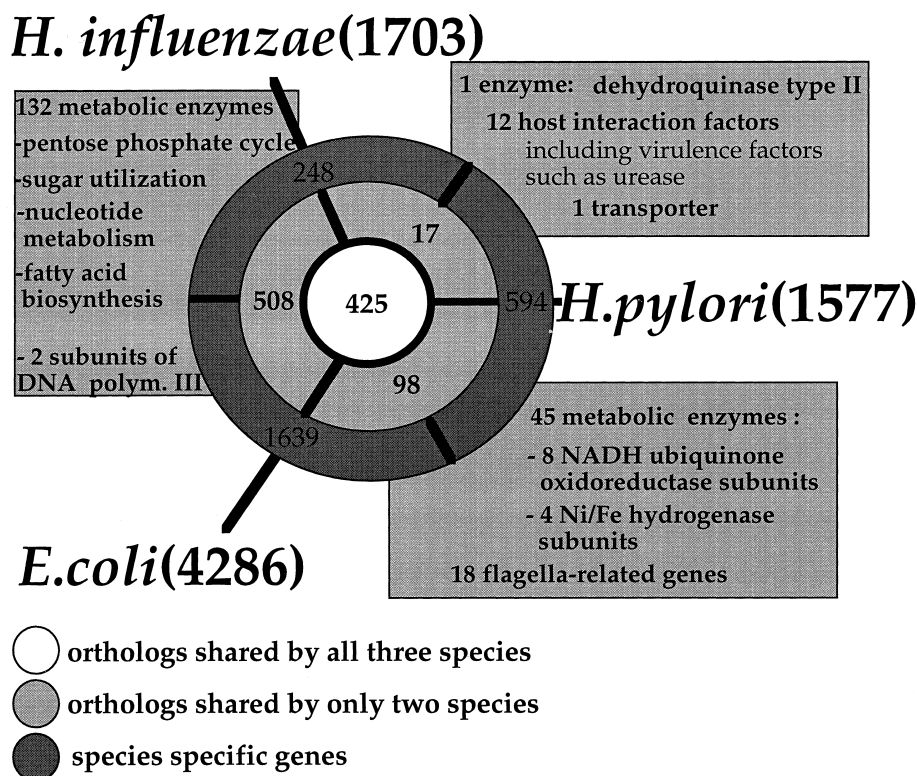 H. influenzae(1703)
132 metabolic enzymes
-pentose phosphate cycle
-sugar utilization
-nucleotide
metabolism
-fatty acid
biosynthesis
- 2 subunits of
DNA polym. III
1 enzyme: dehydroquinase type II
12 host interaction factors
including virulence factors
such as urease
1 transporter
248
17
508
425
594
98
1639
H.pylori(1577)
45 metabolic enzymes :
- 8 NADH ubiquinone
oxidoreductase subunits
- 4 Ni/Fe hydrogenase
subunits
18 flagella-related genes
E.coli(4286)
orthologs shared by all three species
orthologs shared by only two species
species specific genes